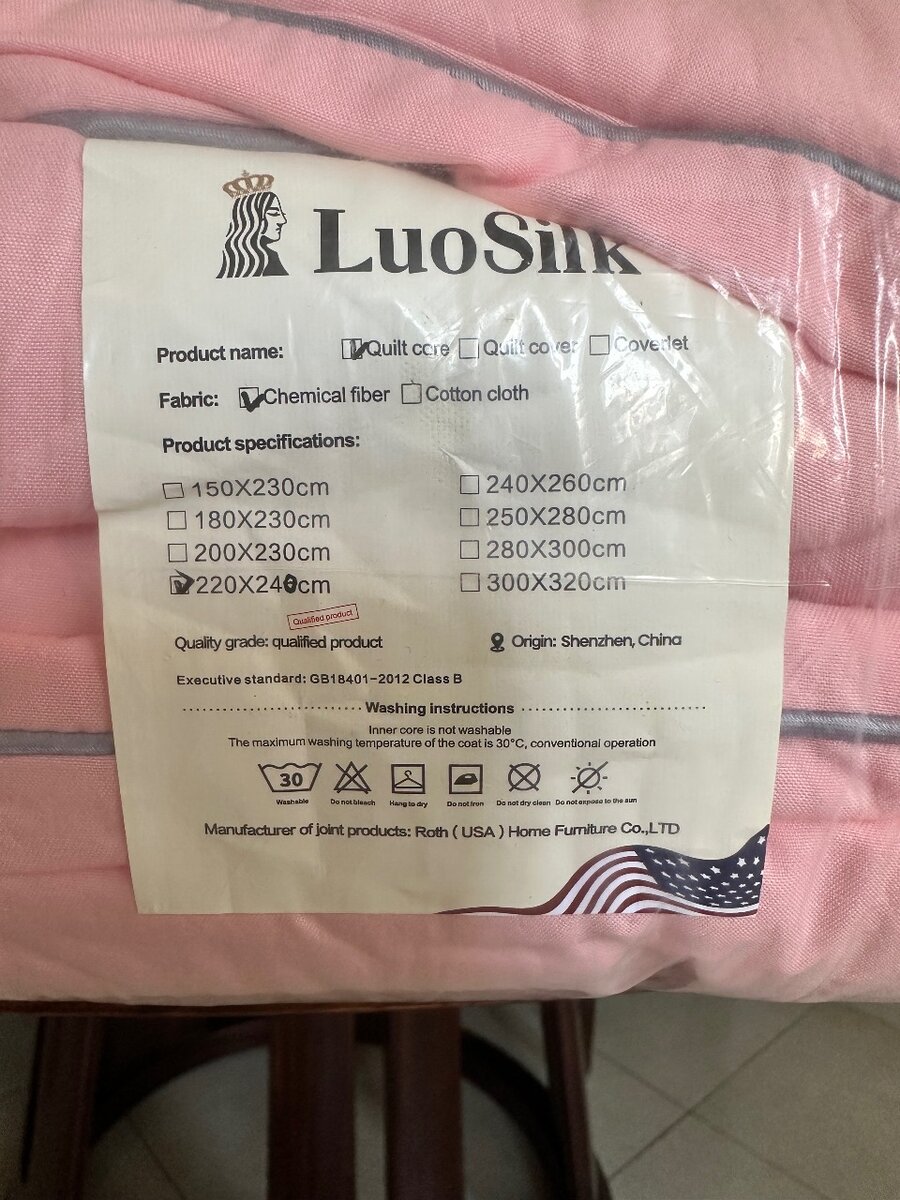 LuoSilk
Product name: Quilt core Quilt cover Coverlet
Fabric: Chemical fiber Cotton cloth
Product specifications:
150X230cm 240X260cm
180X230cm 250X280cm
200X230cm 280X300cm
220X240cm 300X320cm
Qualified product
Quality grade: qualified product Origin: Shenzhen, China
Executive standard: GB18401-2012 Class B
Washing instructions
Inner core is not washable
The maximum washing temperature of the coat is 30°C, conventional operation
30
Washable Do not bleach Hang to dry Do not iron Do not dry clean Do not expose to the sun
Manufacturer of joint products: Roth ( USA ) Home Furniture Co.,LTD